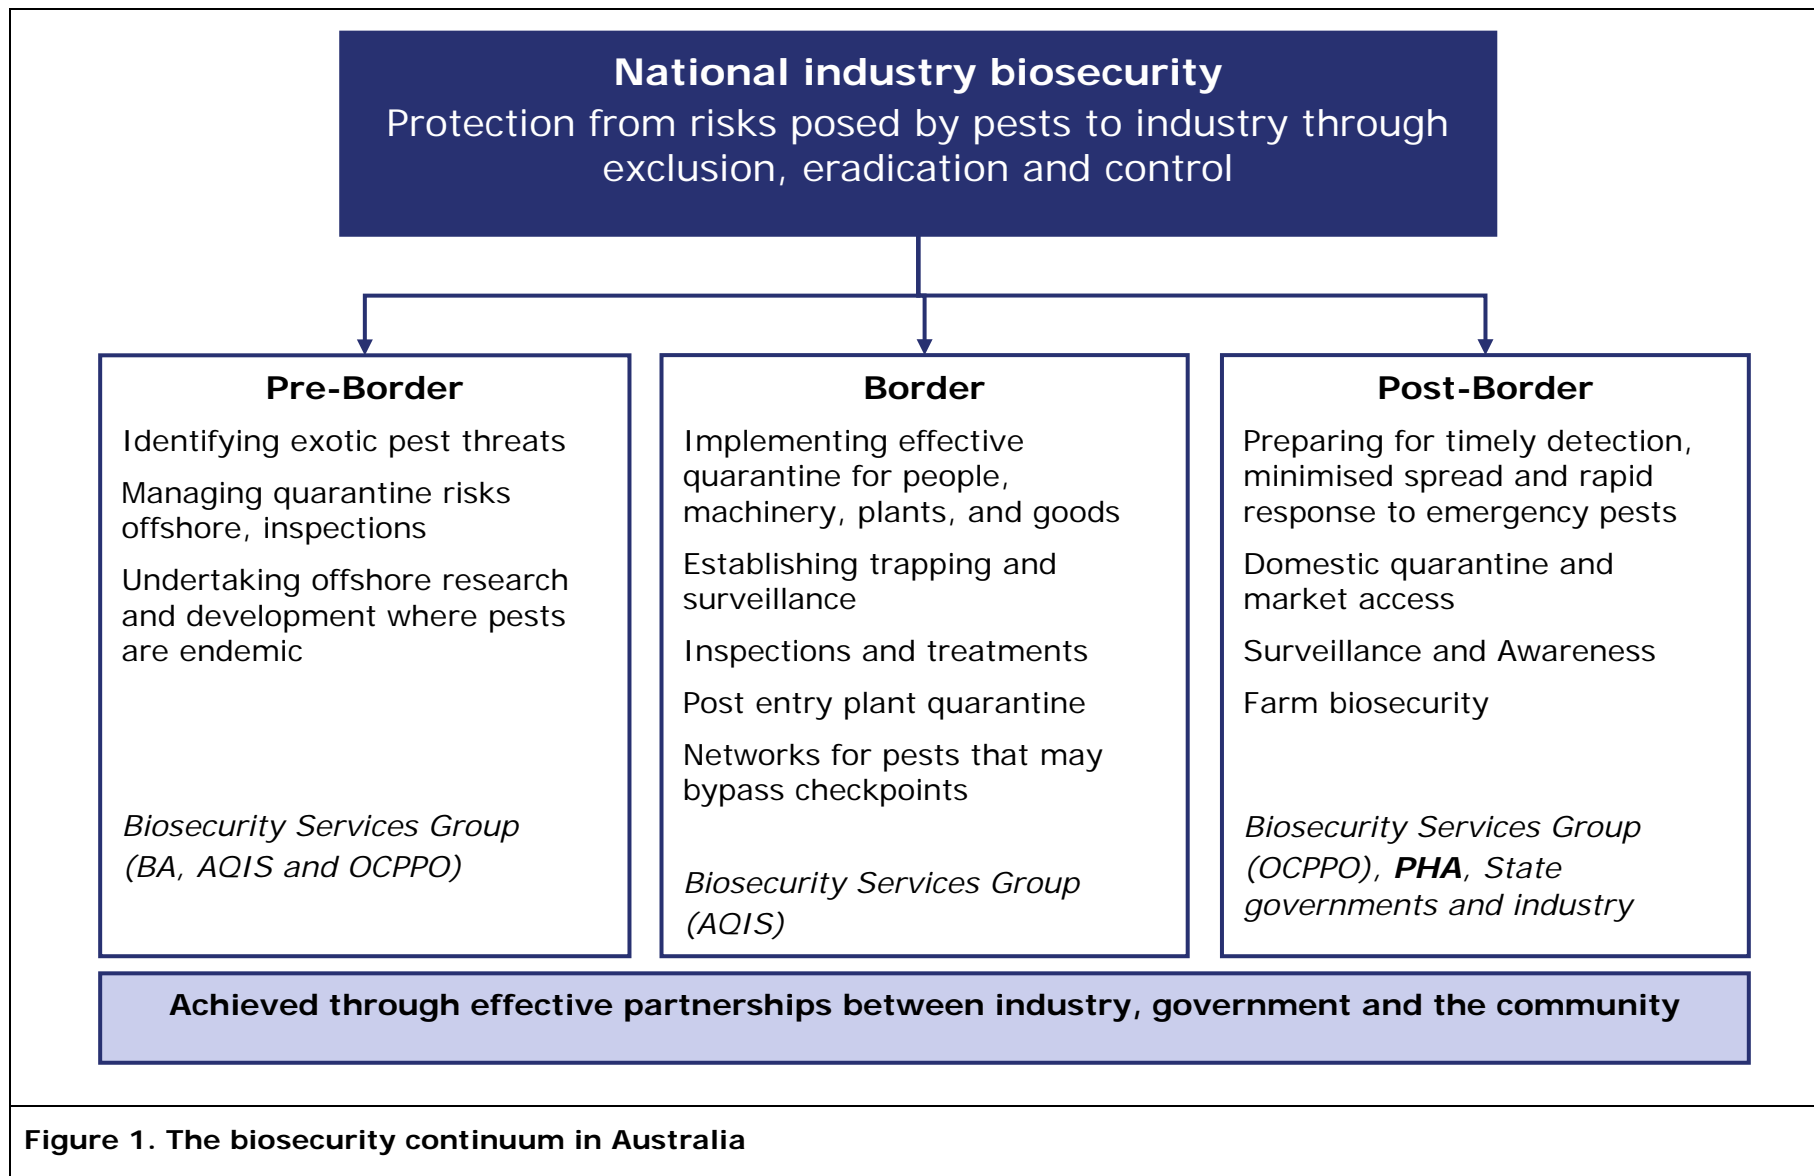 National industry biosecurity
Protection from risks posed by pests to industry through
exclusion, eradication and control
Pre-Border
Identifying exotic pest threats
Managing quarantine risks
offshore, inspections
Undertaking offshore research
and development where pests
are endemic
Biosecurity Services Group
(BA, AQIS and OCPPO)
Border
Implementing effective
quarantine for people,
machinery, plants, and goods
Establishing trapping and
surveillance
Inspections and treatments
Post entry plant quarantine
Networks for pests that may
bypass checkpoints
Biosecurity Services Group
(AQIS)
Post-Border
Preparing for timely detection,
minimised spread and rapid
response to emergency pests
Domestic quarantine and
market access
Surveillance and Awareness
Farm biosecurity
Biosecurity Services Group
(OCPPO), PHA, State
governments and industry
Achieved through effective partnerships between industry, government and the community
Figure 1. The biosecurity continuum in Australia